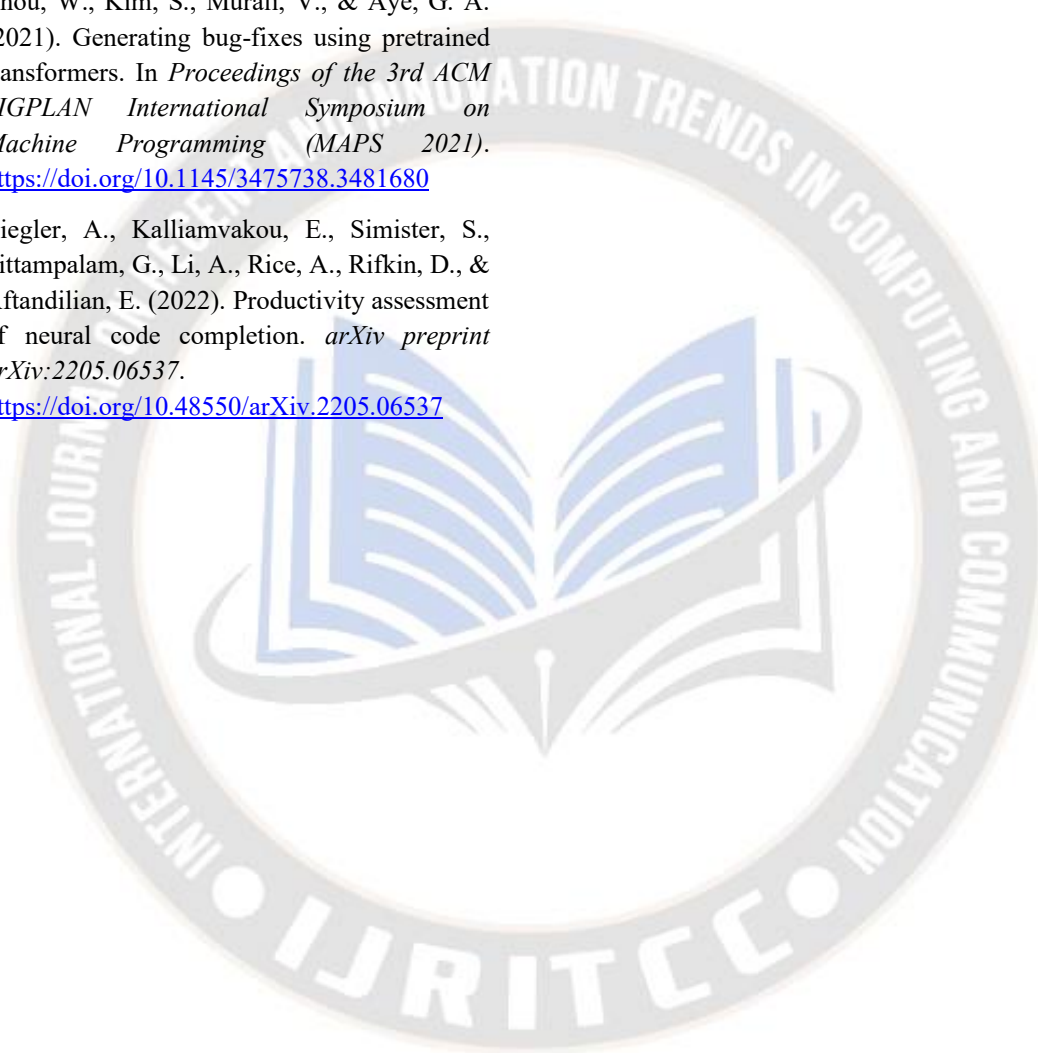 hou, W., Kim, S., Murali, V., & Aye, G. A.
2021). Generating bug-fixes using pretrained
ansformers. In Proceedings of the 3rd ACM
IGPLAN International Symposium on
Machine Programming (MAPS 2021).
ttps://doi.org/10.1145/3475738.3481680
iegler, A., Kalliamvakou, E., Simister, S.,
ittampalam, G., Li, A., Rice, A., Rifkin, D., &
ftandilian, E. (2022). Productivity assessment
f neural code completion. arXiv preprint
rXiv:2205.06537.
ttps://doi.org/10.48550/arXiv.2205.06537
INTERNATIONAL JOURNAL ON RECENT AND INNOVATION TRENDS IN COMPUTING AND COMMUNICATION
IJRITCC